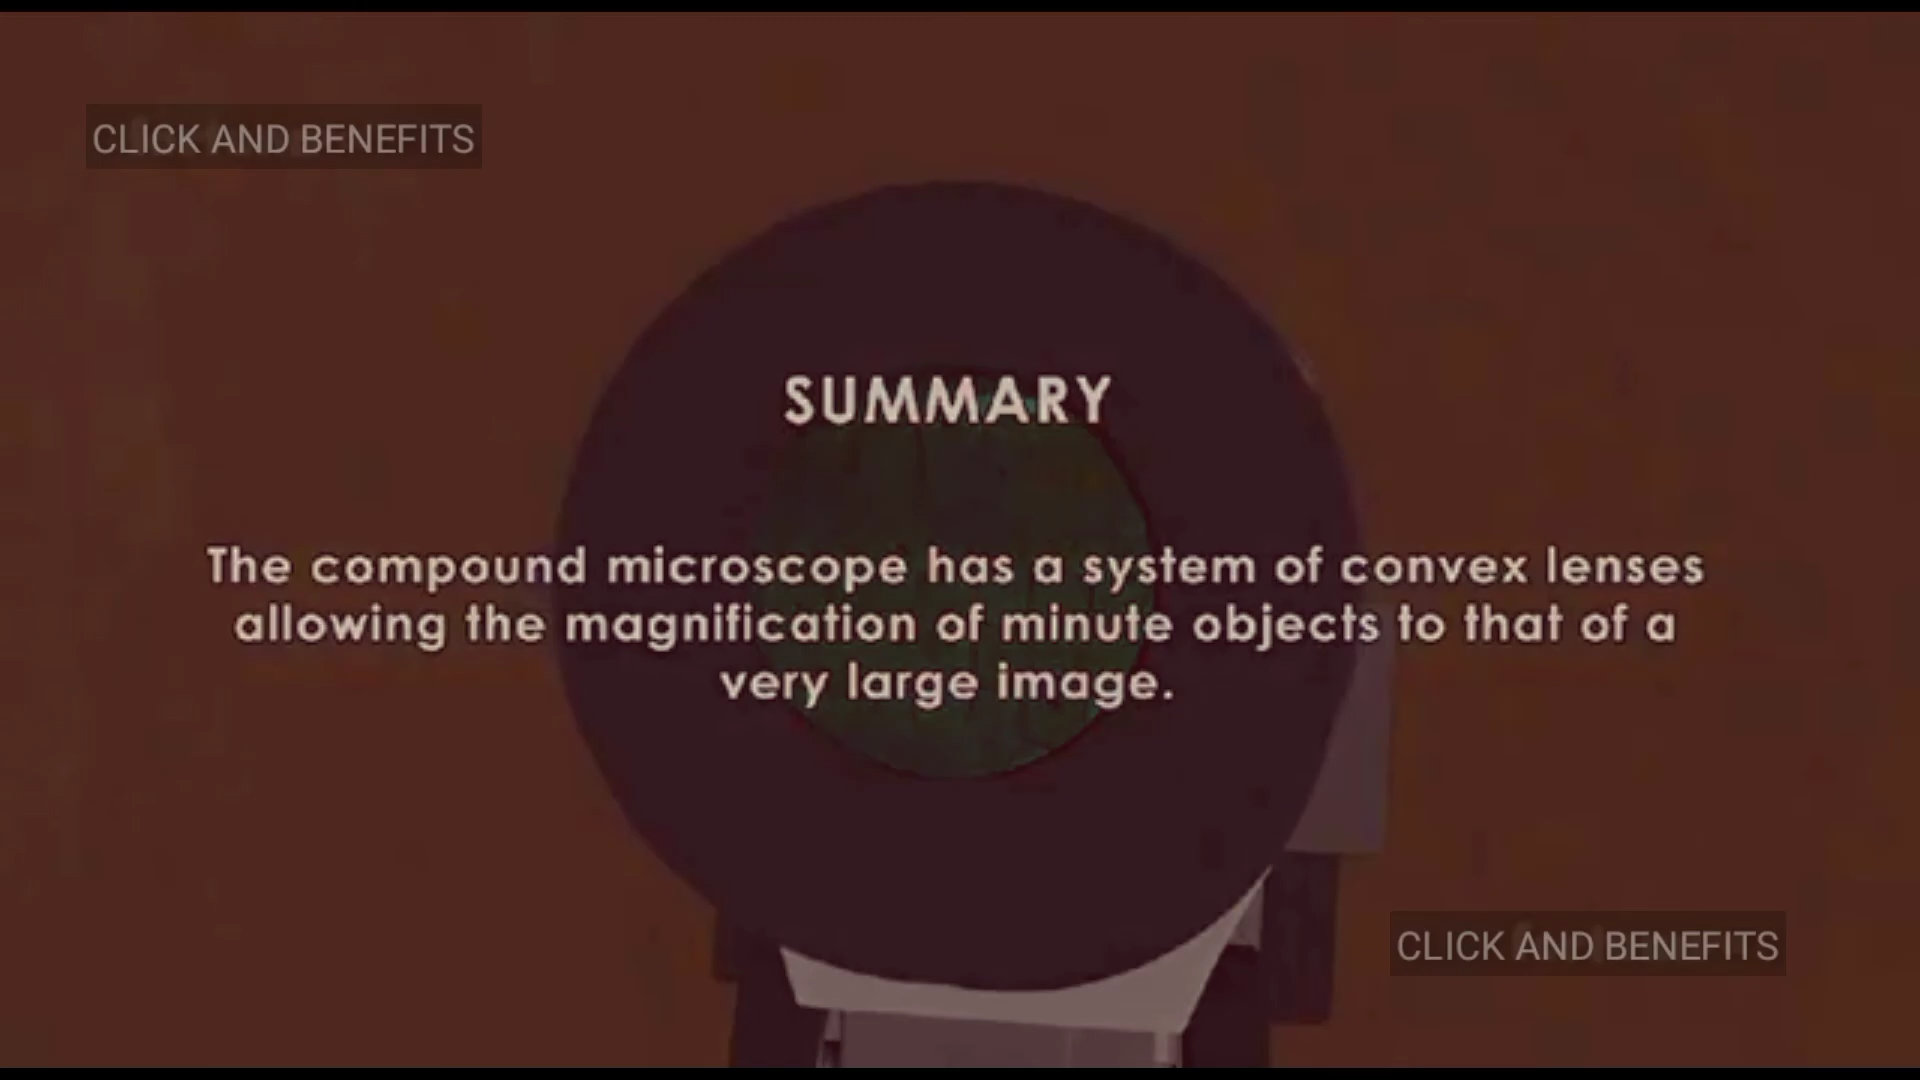 CLICK AND BENEFITS
SUMMARY
The compound microscope has a system of convex lenses
allowing the magnification of minute objects to that of a
very large image.
CLICK AND BENEFITS